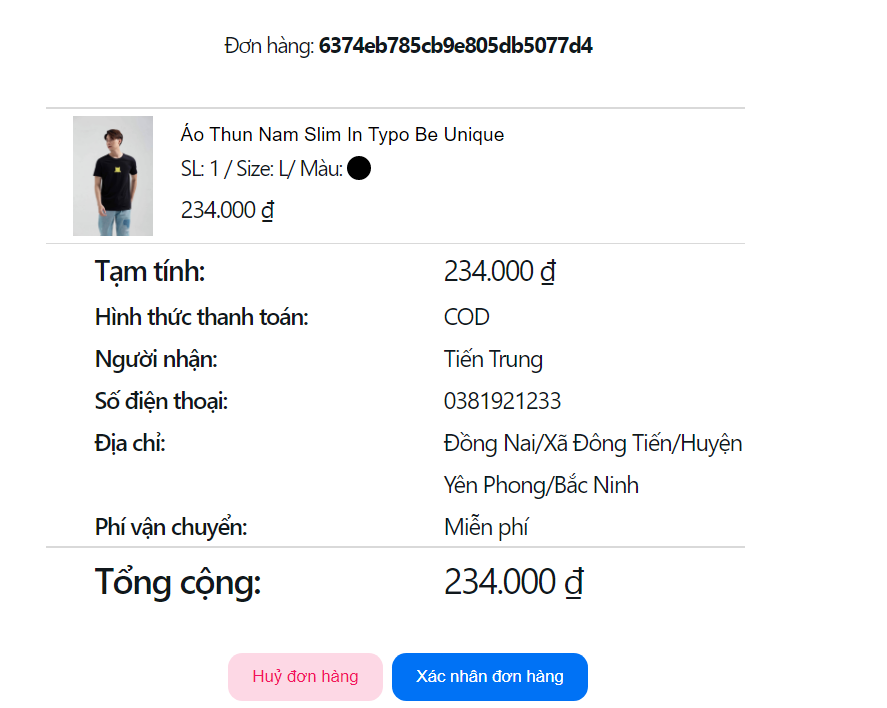 Đơn hàng: 6374eb785cb9e805db5077d4
Áo Thun Nam Slim In Typo Be Unique
SL: 1 / Size: L/ Màu:
234.000 ₫
Tạm tính: 234.000 ₫
Hình thức thanh toán: COD
Người nhận: Tiến Trung
Số điện thoại: 0381921233
Địa chỉ: Đồng Nai/Xã Đông Tiến/Huyện
Yên Phong/Bắc Ninh
Phí vận chuyển: Miễn phí
Tổng cộng: 234.000 ₫
Huỷ đơn hàng Xác nhân đơn hàng